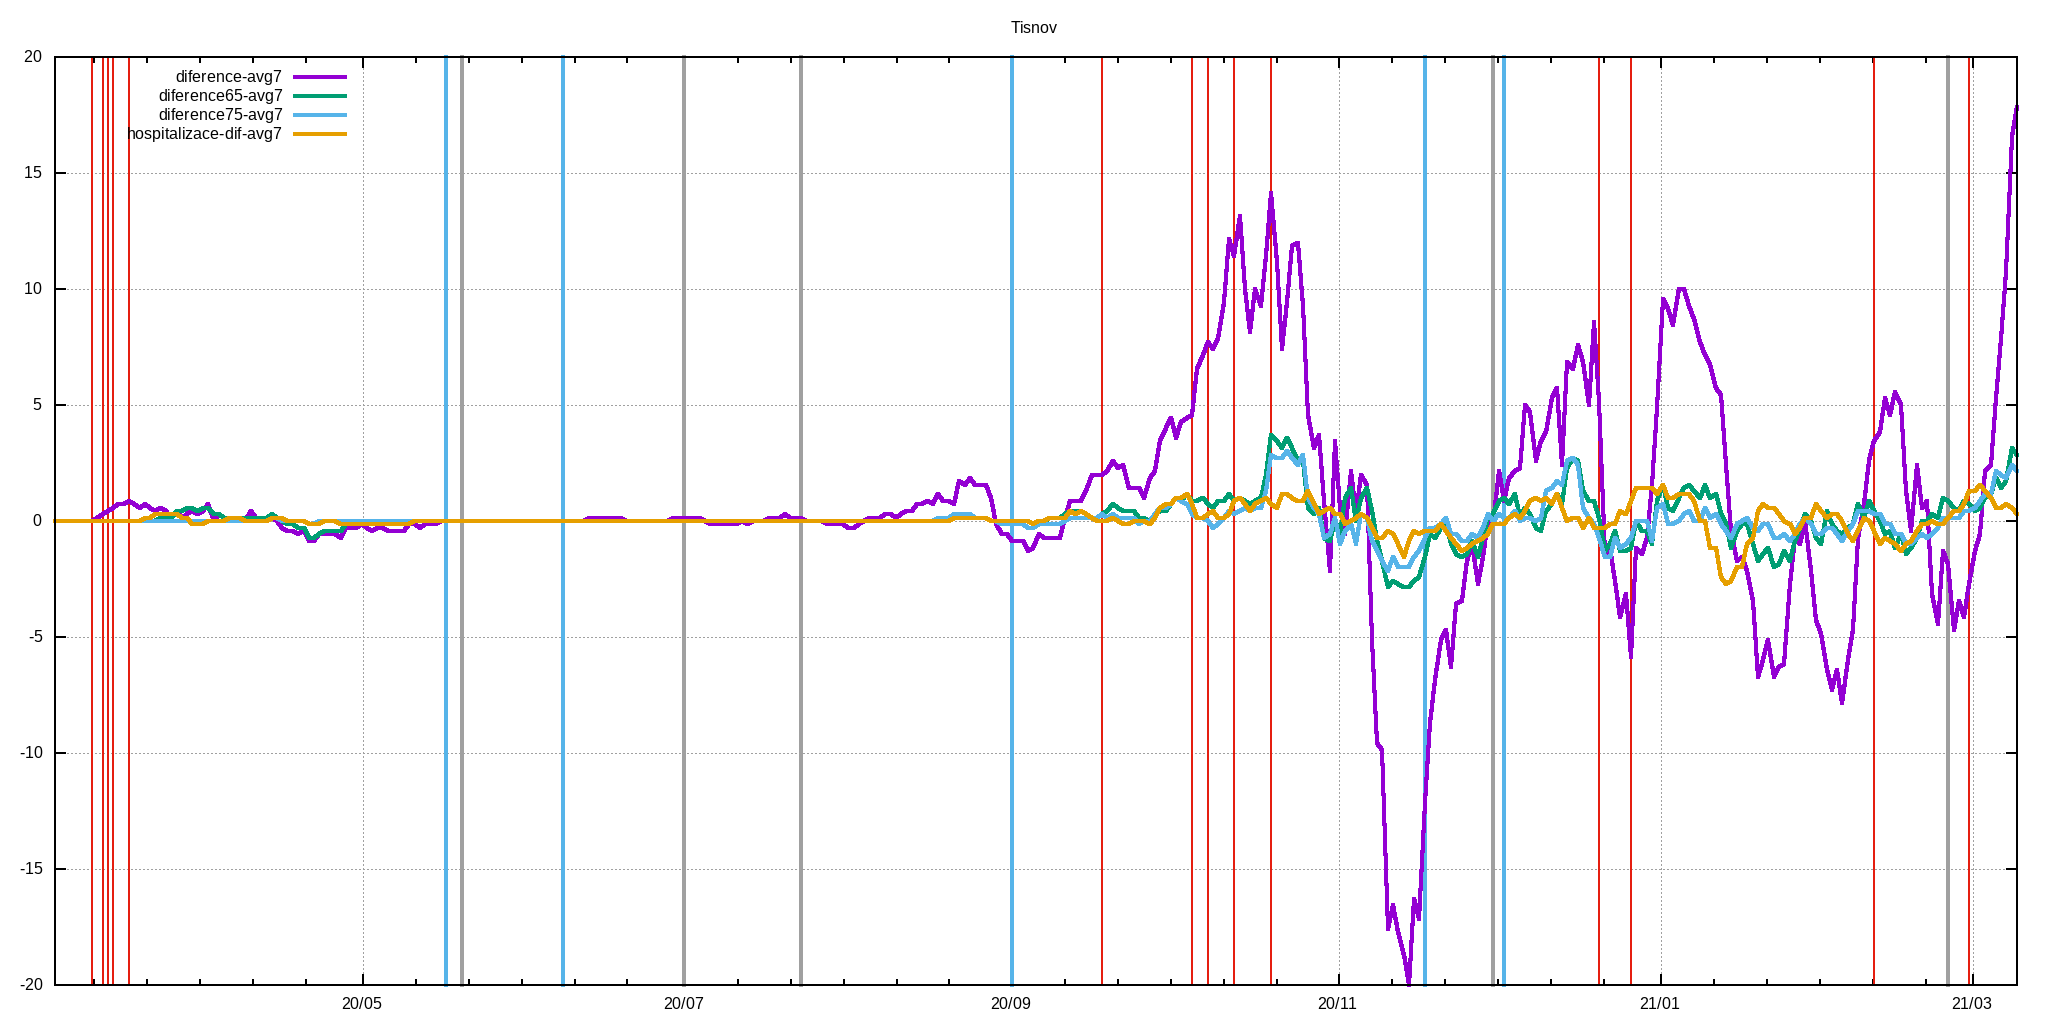 Tisnov
20
diference-avg7
diference65-avg7
diference75-avg7
hospitalizace-dif-avg7
15
10
5
0
-5
-10
-15
-20
20/05 20/07 20/09 20/11 21/01 21/03